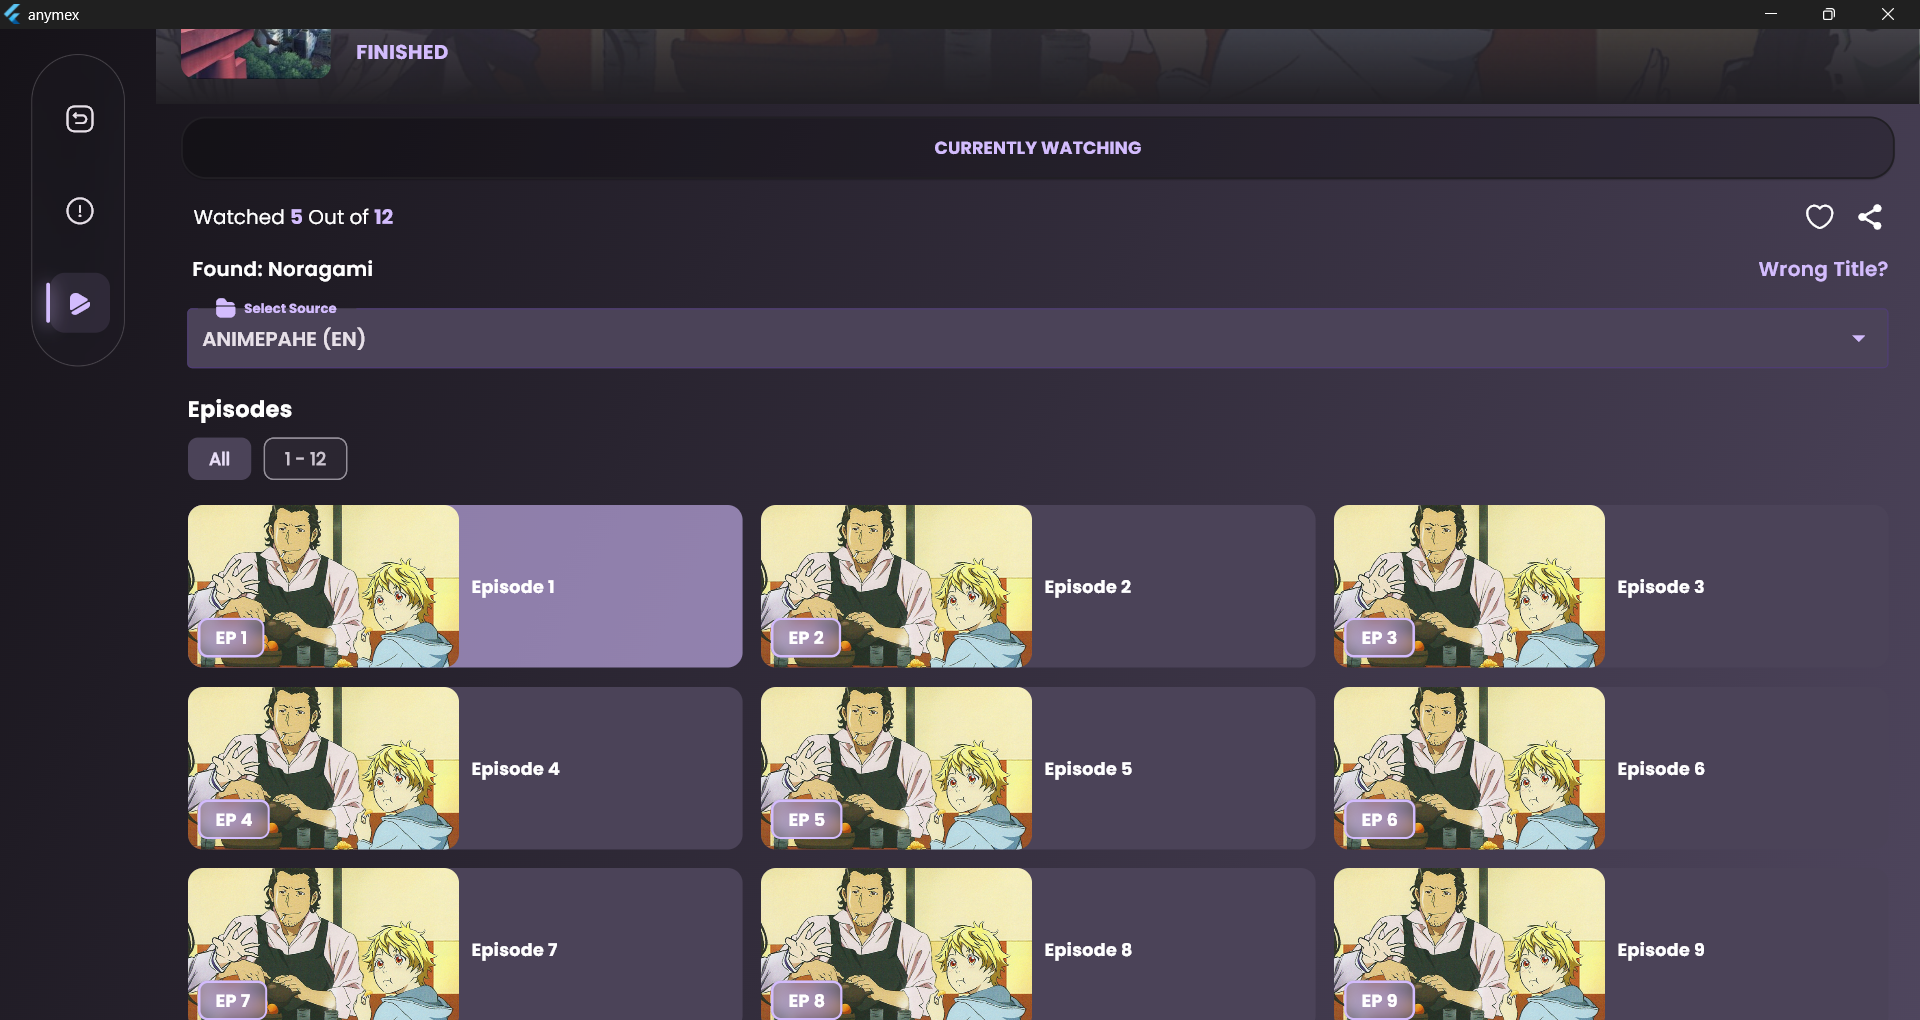 anymex
FINISHED
CURRENTLY WATCHING
Watched 5 Out of 12
Found: Noragami
Wrong Title?
Select Source
ANIMEPAHE (EN)
Episodes
All
1 - 12
EP 1
Episode 1
EP 2
Episode 2
EP 3
Episode 3
EP 4
Episode 4
EP 5
Episode 5
EP 6
Episode 6
EP 7
Episode 7
EP 8
Episode 8
EP 9
Episode 9